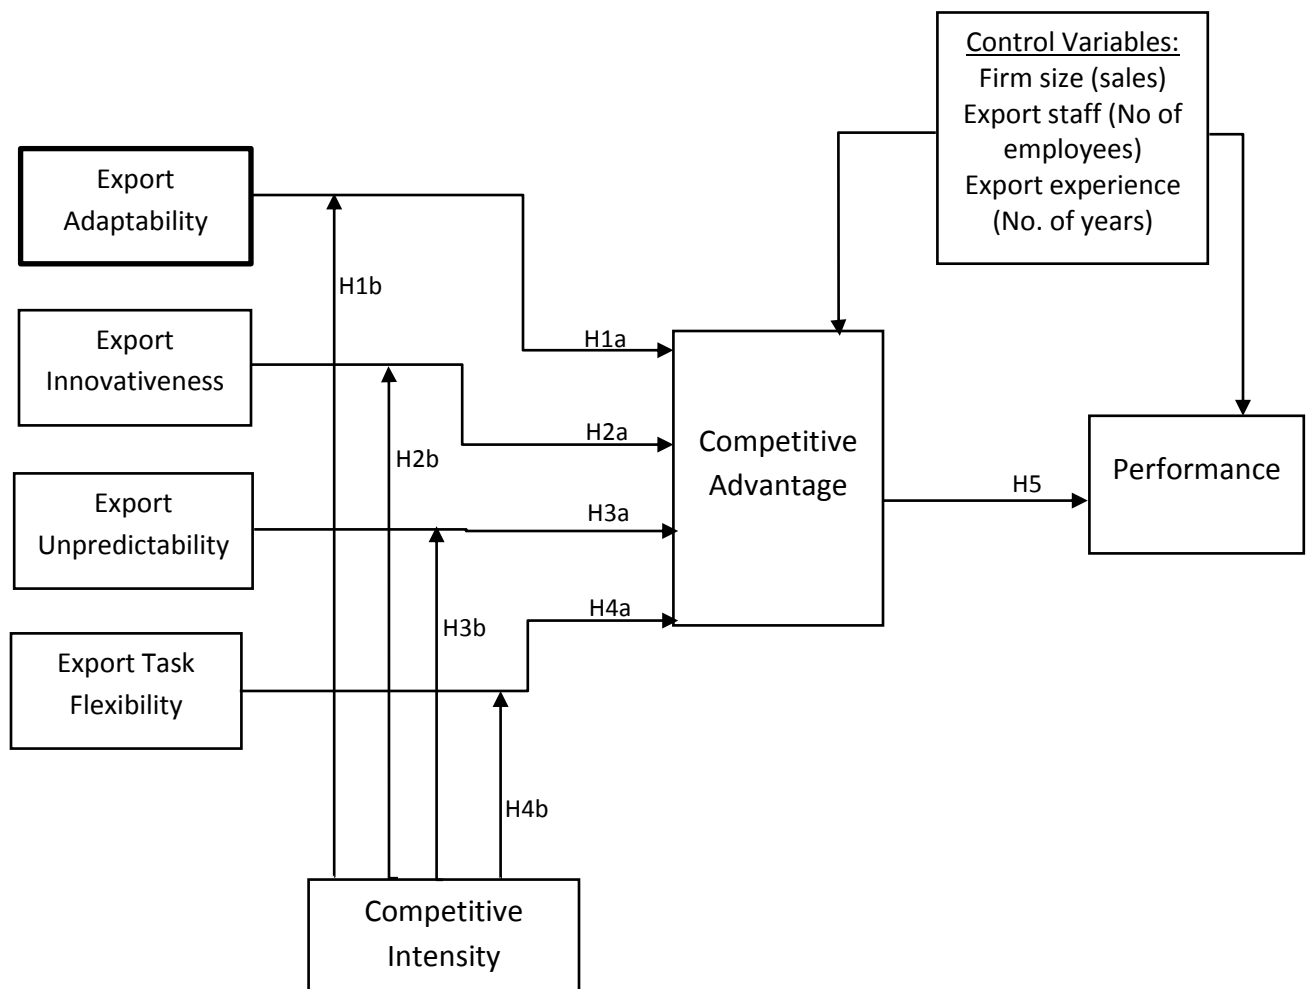 Control Variables:
Firm size (sales)
Export staff (No of
employees)
Export experience
(No. of years)
Export
Adaptability
H1b
Export
Innovativeness
H1a
H2a
H2b
Competitive
Advantage
Performance
H5
Export
Unpredictability
H3a
H3b
H4a
Export Task
Flexibility
H4b
Competitive
Intensity